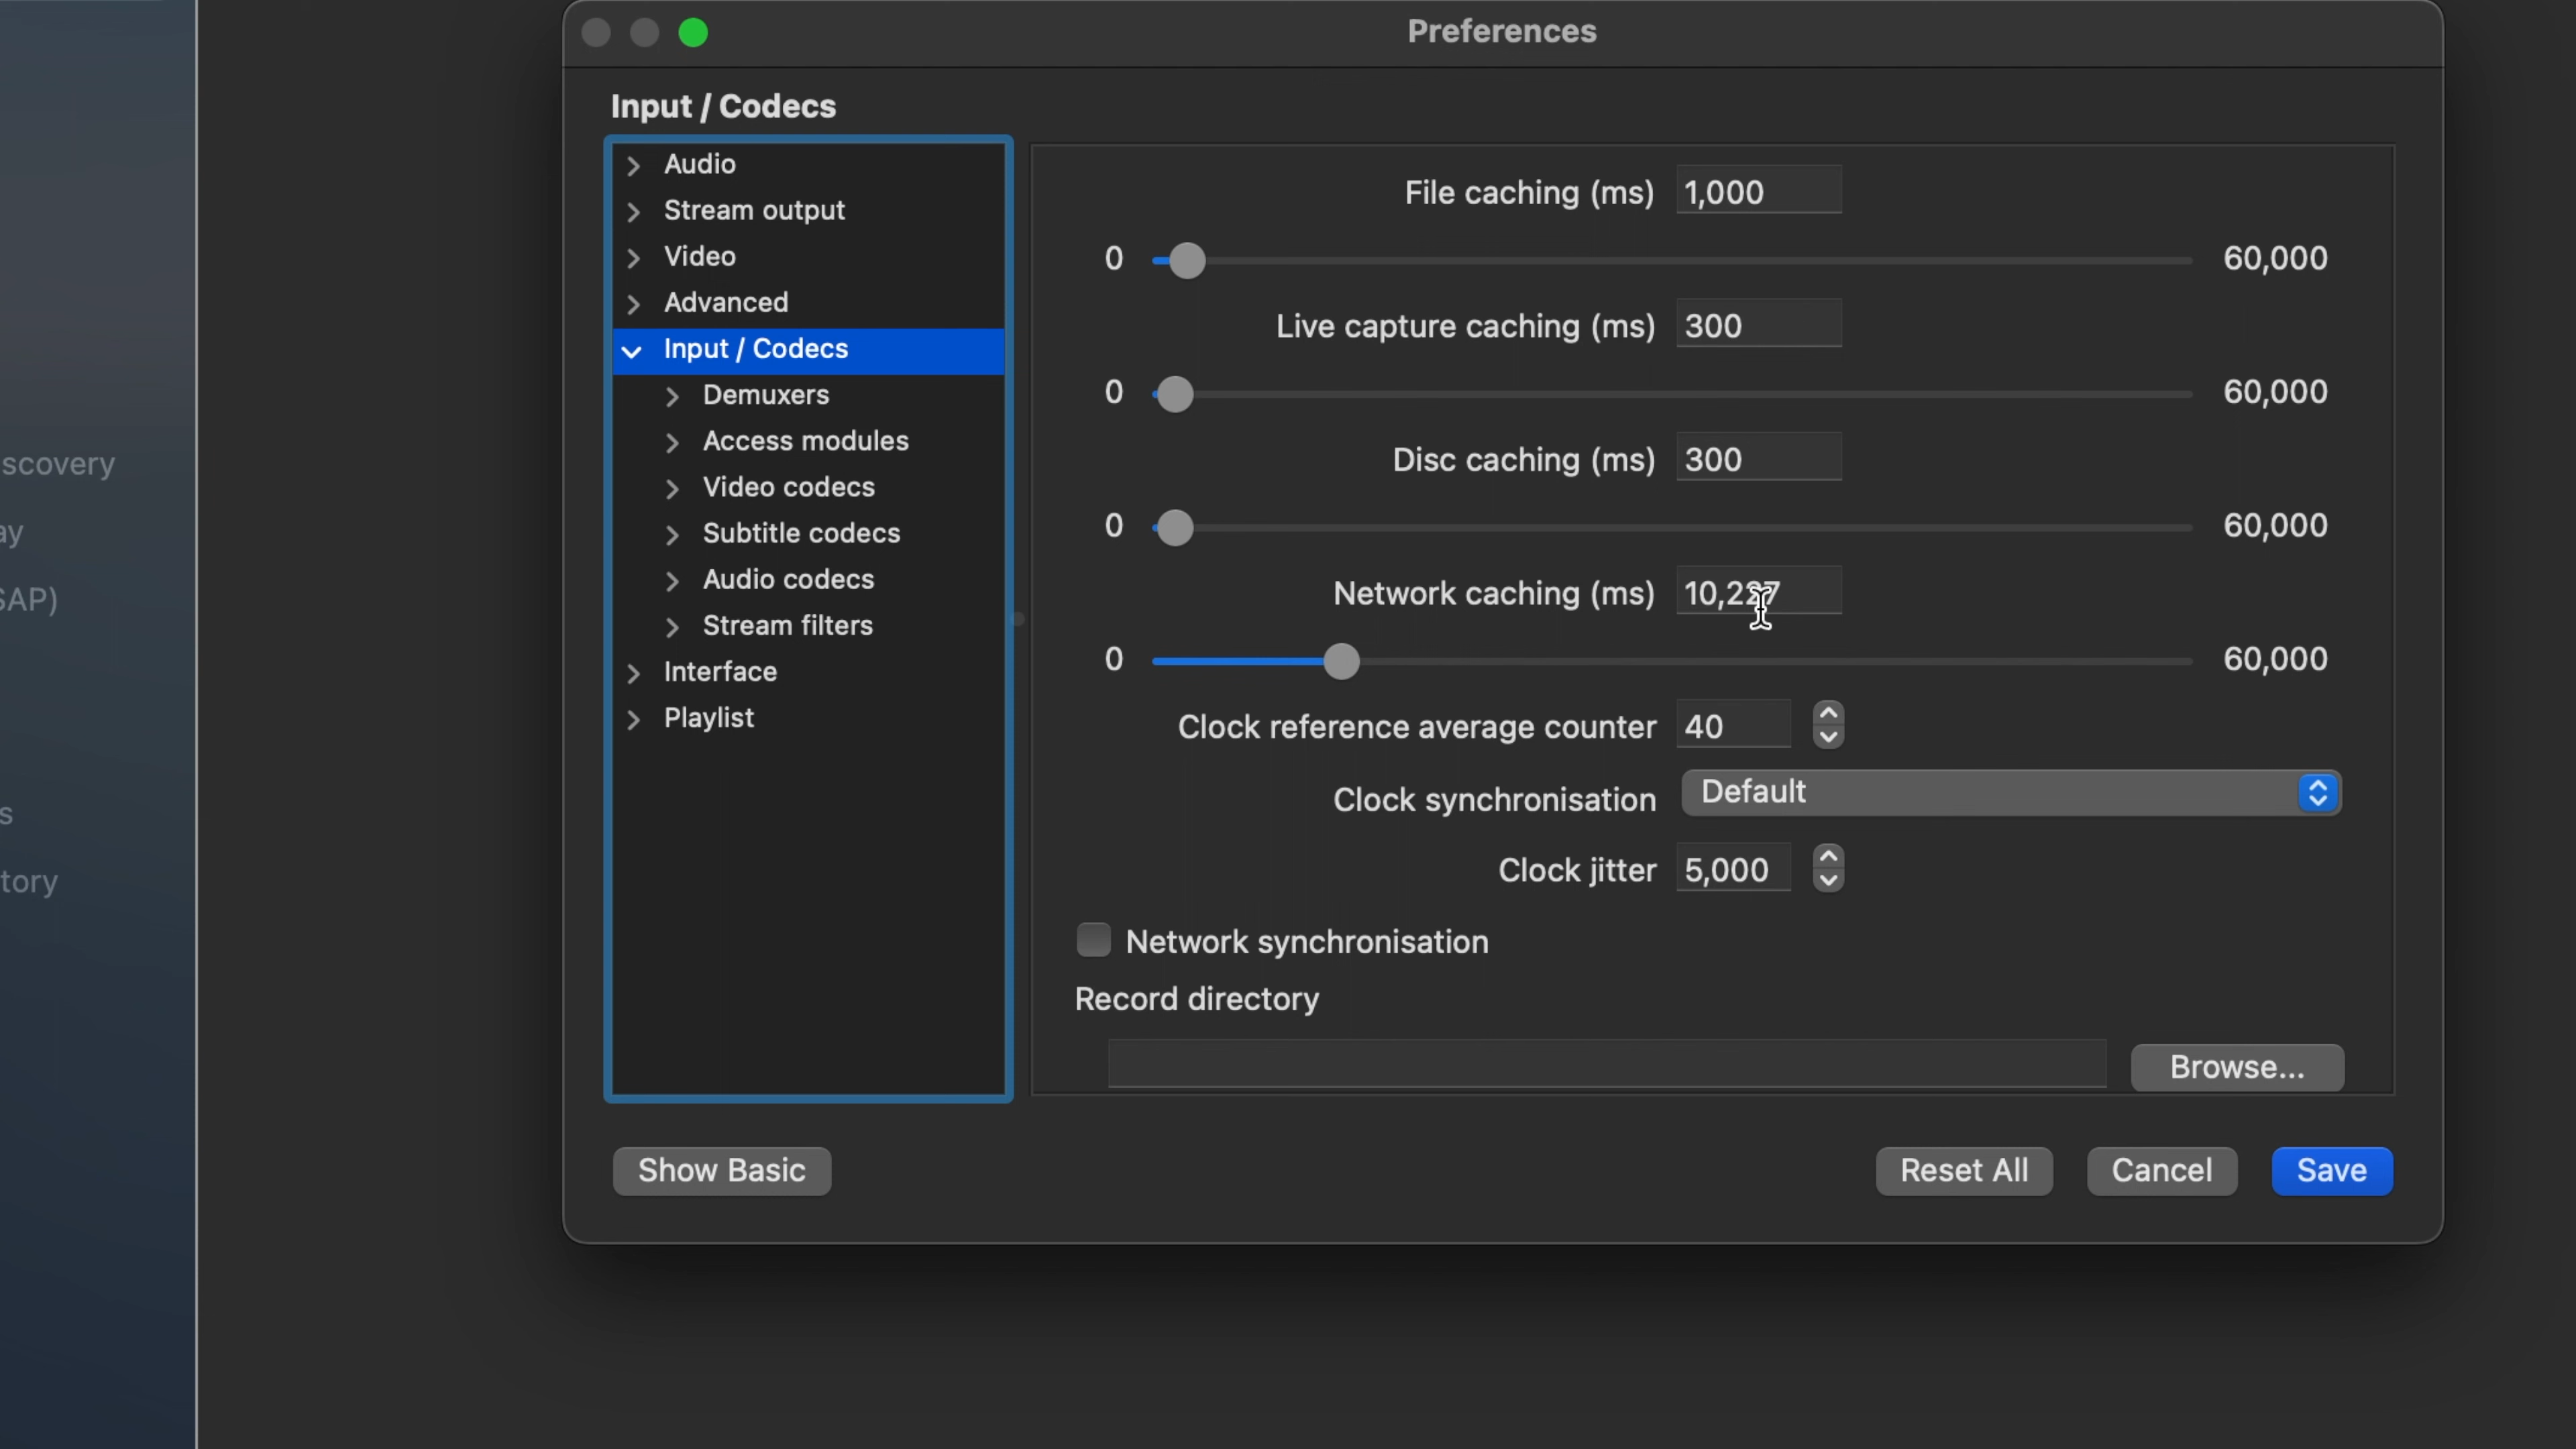 Preferences
Input / Codecs
Audio
Stream output
Video
Advanced
Input / Codecs
Demuxers
Access modules
Video codecs
Subtitle codecs
Audio codecs
Stream filters
Interface
Playlist
File caching (ms) 1,000
0 60,000
Live capture caching (ms) 300
0 60,000
Disc caching (ms) 300
0 60,000
Network caching (ms) 10,227
0 60,000
Clock reference average counter 40
Clock synchronisation Default
Clock jitter 5,000
Network synchronisation
Record directory
Browse...
Show Basic
Reset All Cancel Save
scovery
ay
SAP)
s
tory